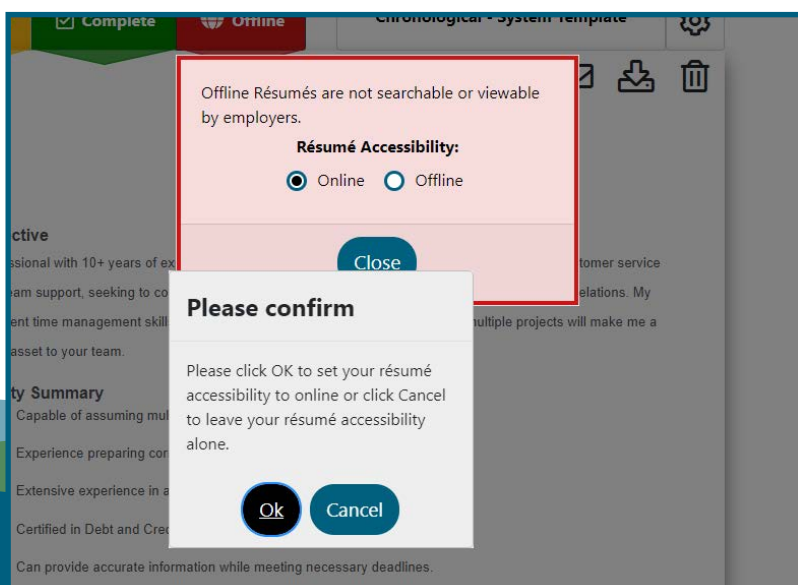 Complete
Offline
Chronological - System Template
Offline Résumés are not searchable or viewable
by employers.
Résumé Accessibility:
Online Offline
Close
ctive
ssional with 10+ years of ex tomer service
am support, seeking to co elations. My
ent time management skill nultiple projects will make me a
asset to your team.
ty Summary
Capable of assuming mul
Experience preparing cor
Extensive experience in a
Certified in Debt and Cred
Can provide accurate information while meeting necessary deadlines.
Please confirm
Please click OK to set your résumé
accessibility to online or click Cancel
to leave your résumé accessibility
alone.
Ok Cancel